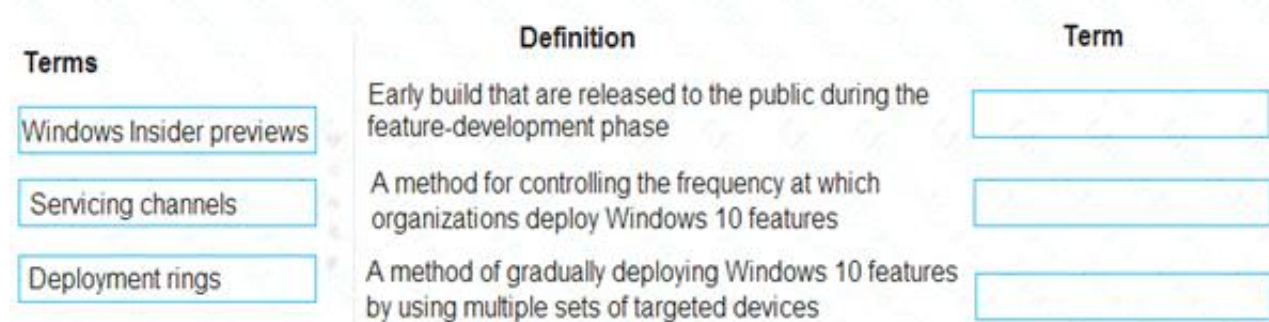 Terms
Definition
Term
Windows Insider previews
Early build that are released to the public during the
feature-development phase
Servicing channels
A method for controlling the frequency at which
organizations deploy Windows 10 features
Deployment rings
A method of gradually deploying Windows 10 features
by using multiple sets of targeted devices